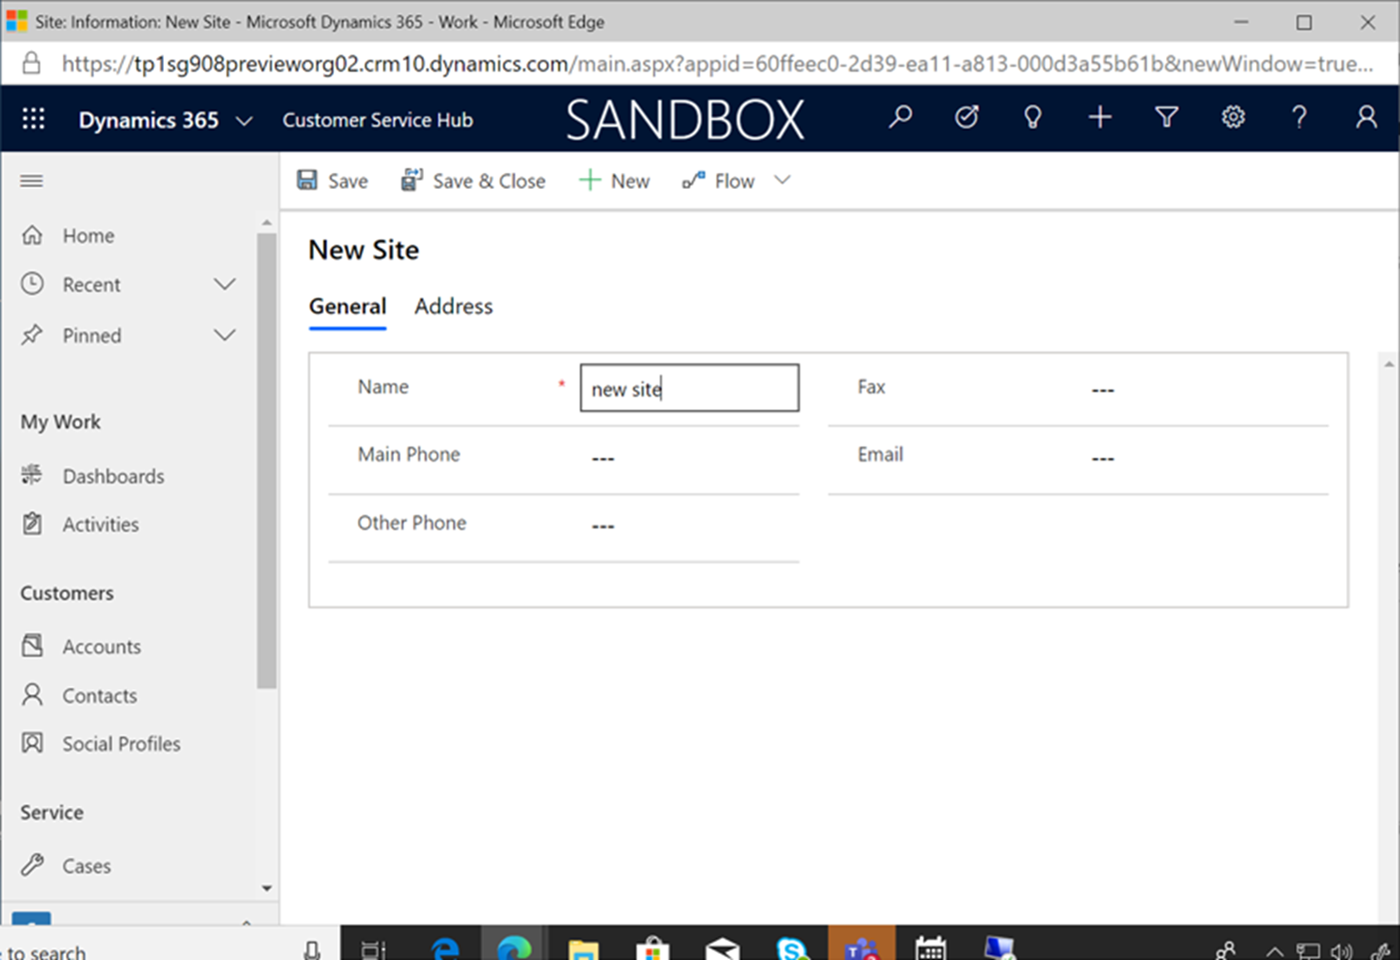 Site: Information: New Site - Microsoft Dynamics 365 - Work - Microsoft Edge
https://tp1sg908previeworg02.crm10.dynamics.com/main.aspx?appid=60ffeec0-2d39-ea11-a813-000d3a55b61b&newWindow=true...
Dynamics 365 Customer Service Hub SANDBOX
Save Save & Close New Flow
Home
Recent
Pinned
My Work
Dashboards
Activities
Customers
Accounts
Contacts
Social Profiles
Service
Cases
New Site
General Address
Name * new site Fax ---
Main Phone --- Email ---
Other Phone ---
to search